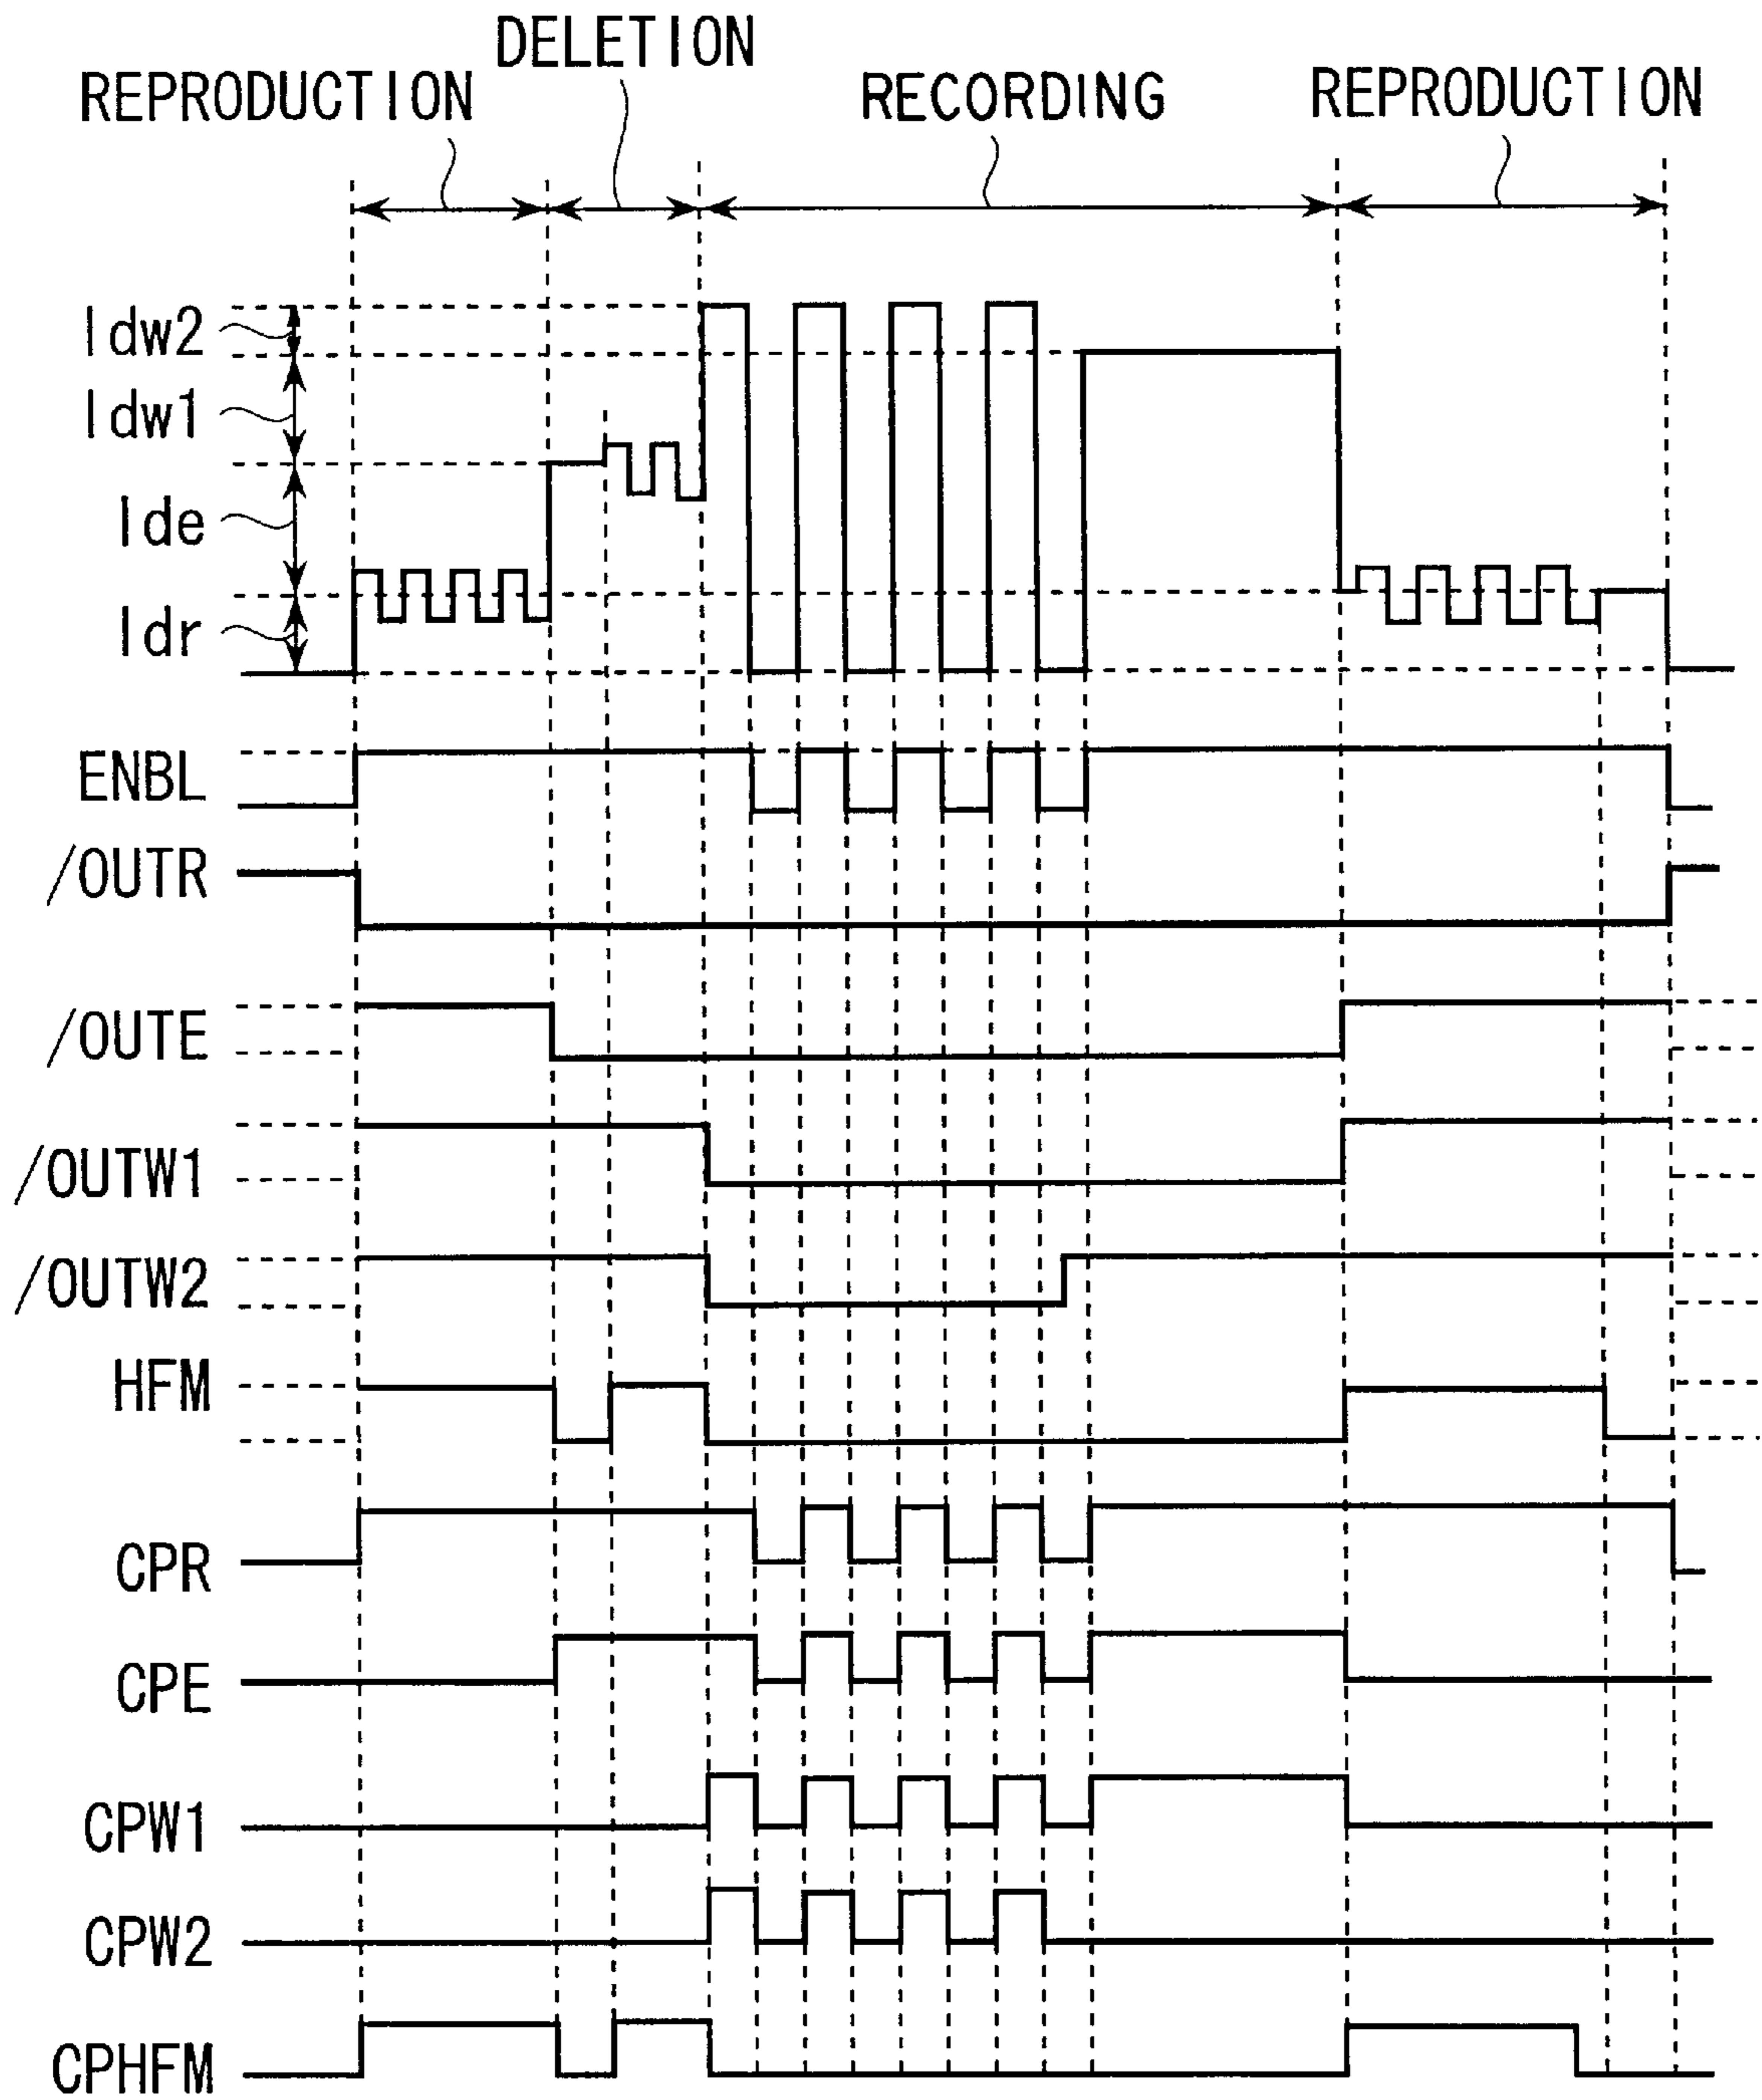 DELETION
REPRODUCTION
RECORDING
REPRODUCTION
Idw2
Idw1
Ide
Idr
ENBL
/OUTR
/OUTE
/OUTW1
/OUTW2
HFM
CPR
CPE
CPW1
CPW2
CPHFM